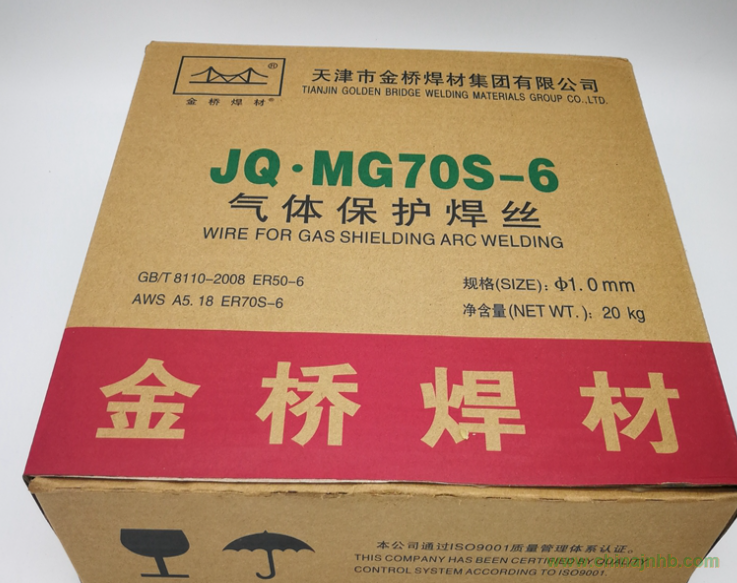 ®
金桥焊材®
天津市金桥焊材集团有限公司
TIANJIN GOLDEN BRIDGE WELDING MATERIALS GROUP CO.,LTD.
JQ·MG70S-6
气体保护焊丝
WIRE FOR GAS SHIELDING ARC WELDING
GB/T 8110-2008 ER50-6
AWS A5.18 ER70S-6
规格(SIZE): Φ1.0mm
净含量(NET WT.): 20 kg
金桥焊材
本公司通过ISO9001质量管理体系认证。
THIS COMPANY HAS BEEN CERTIFIED BY QUALITY
CONTROL SYSTEM ACCORDING TO ISO9001